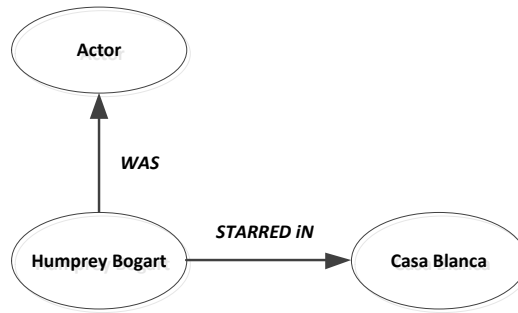 Actor
WAS
STARRED iN
Humprey Bogart
Casa Blanca